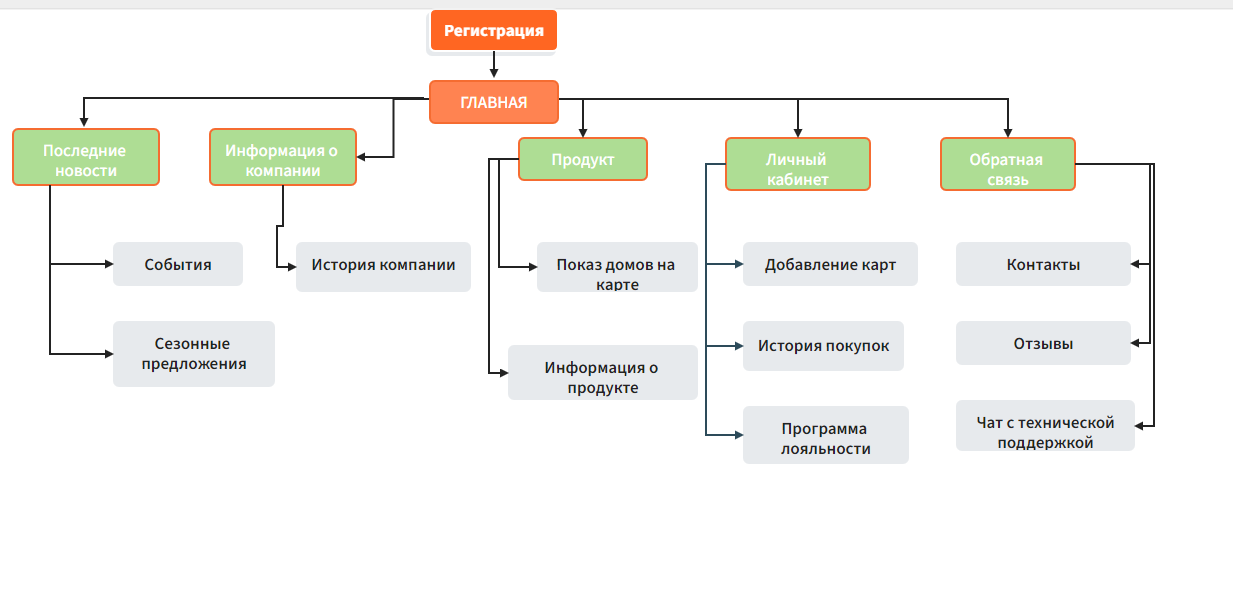 Регистрация
ГЛАВНАЯ
Последние
новости
Информация о
компании
Продукт
Личный
кабинет
Обратная
связь
События
История компании
Показ домов на
карте
Добавление карт
Контакты
Сезонные
предложения
История покупок
Отзывы
Информация о
продукте
Программа
лояльности
Чат с технической
поддержкой